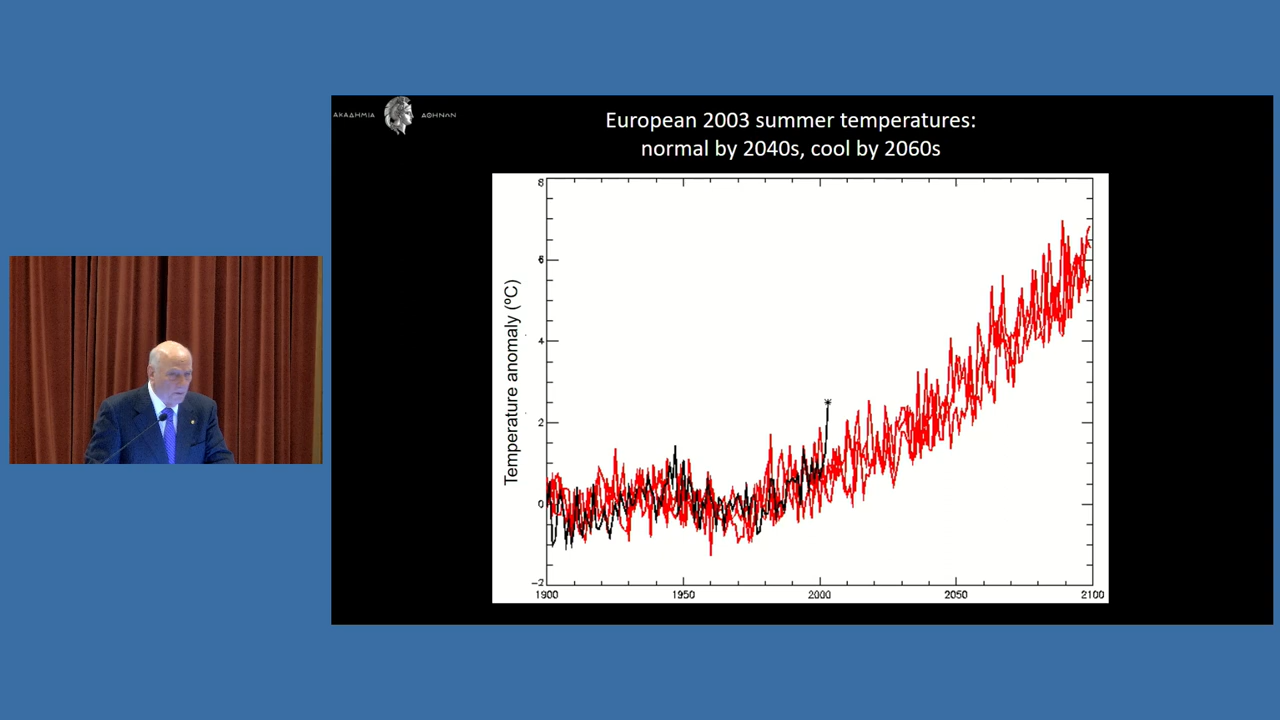 ΑΚΑΔΗΜΙΑ ΑΘΗΝΩΝ
European 2003 summer temperatures:
normal by 2040s, cool by 2060s
Temperature anomaly (ºC)
8
6
4
2
0
-2
1900 1950 2000 2050 2100